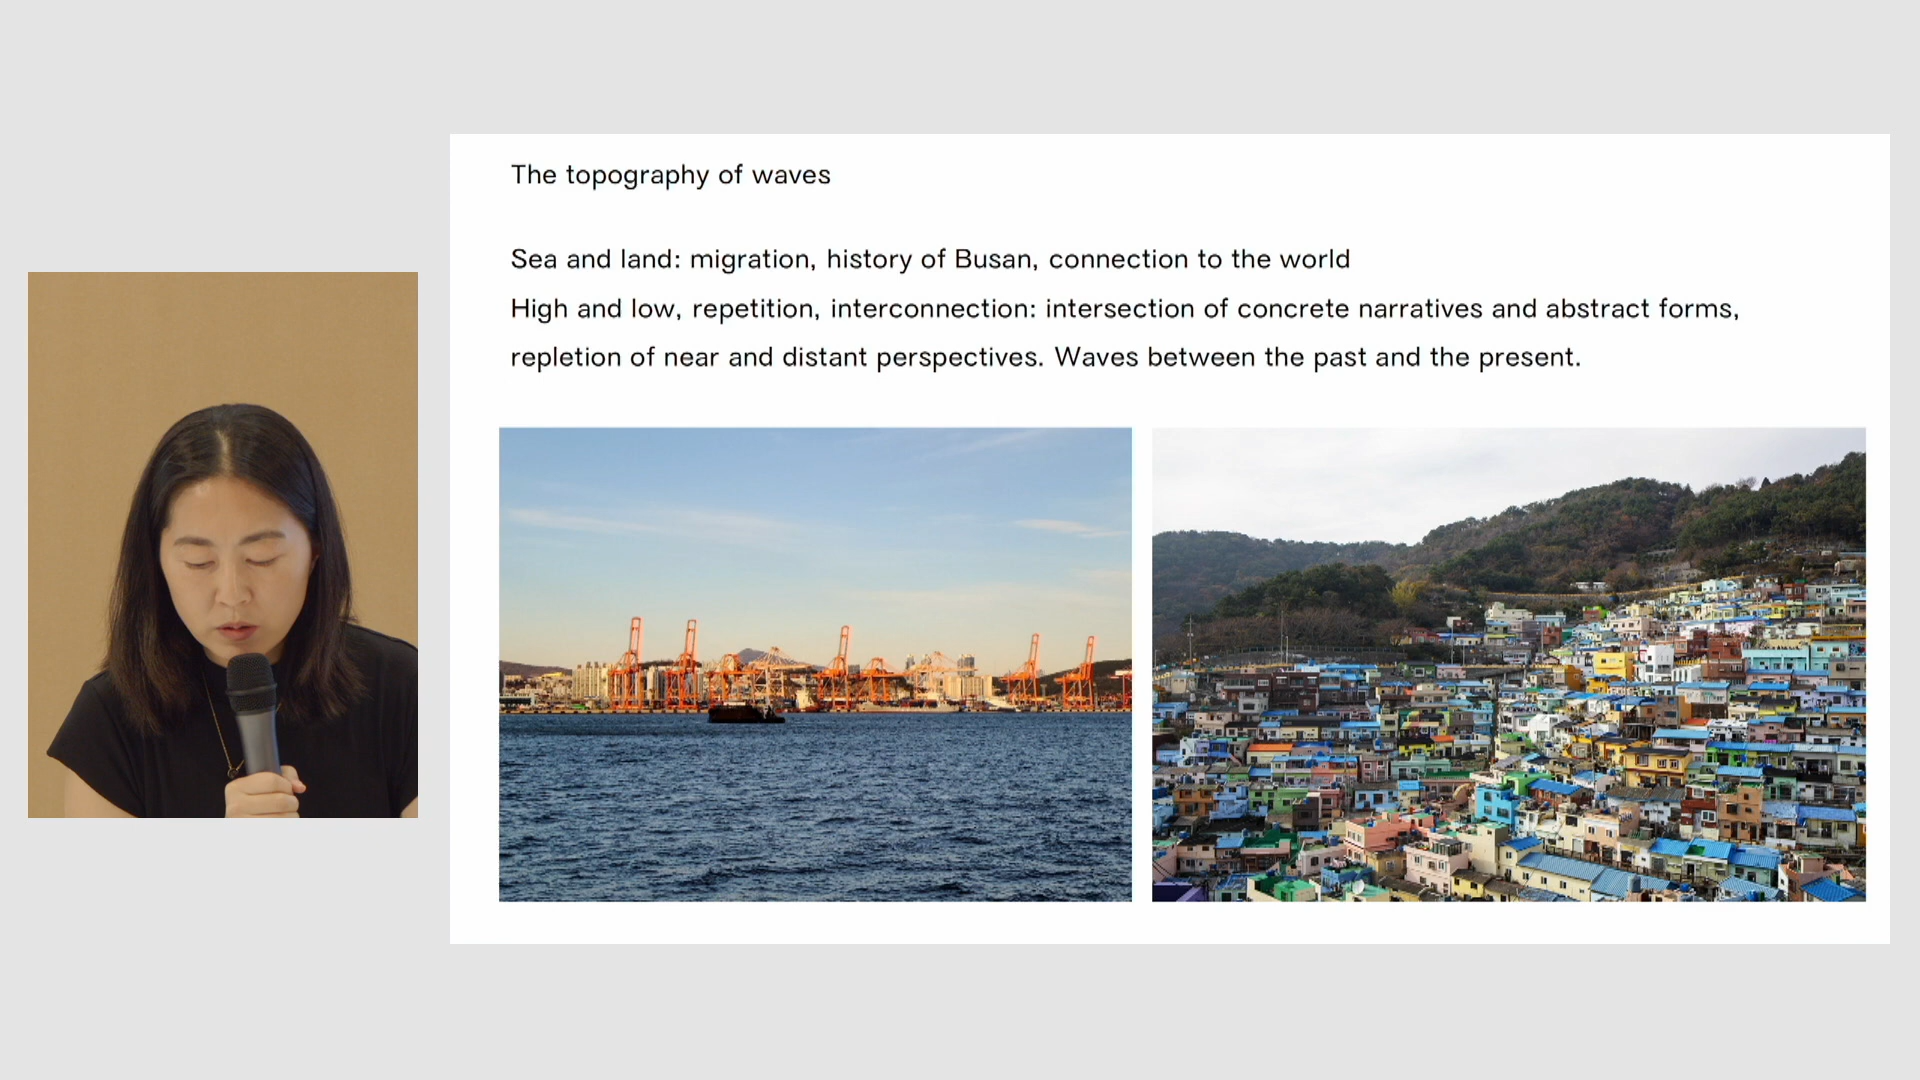 The topography of waves
Sea and land: migration, history of Busan, connection to the world
High and low, repetition, interconnection: intersection of concrete narratives and abstract forms,
repletion of near and distant perspectives. Waves between the past and the present.